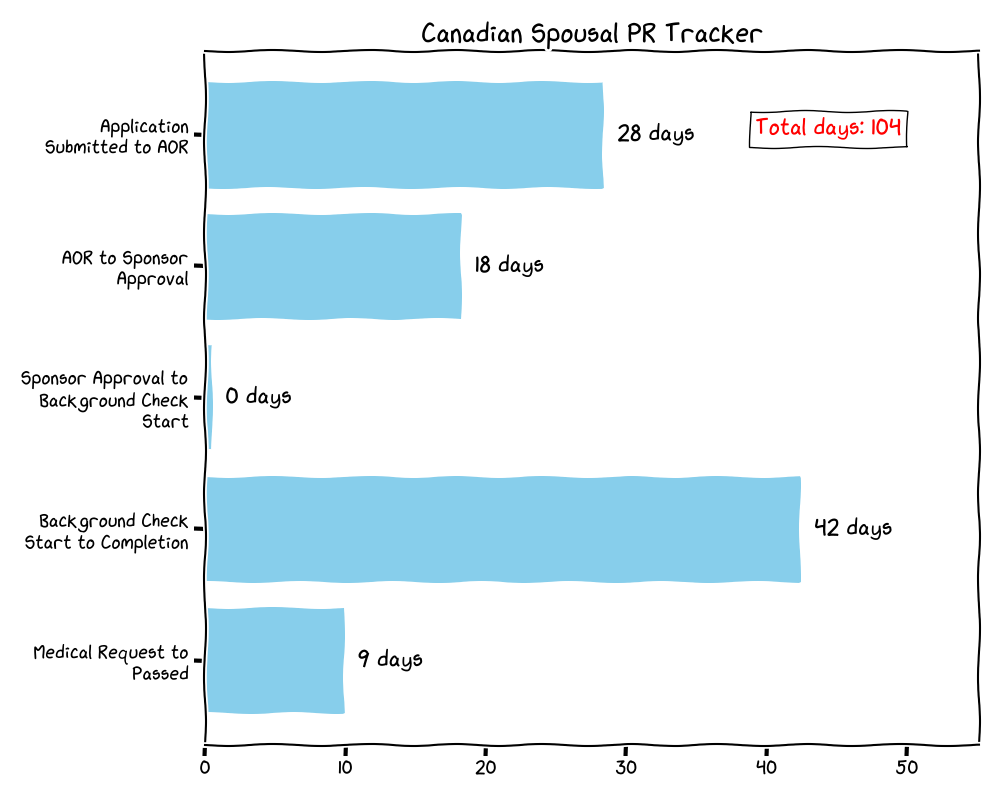 Canadian Spousal PR Tracker
Application
Submitted to AOR
28 days
Total days: 104
AOR to Sponsor
Approval
18 days
Sponsor Approval to
Background Check
Start
0 days
Background Check
Start to Completion
42 days
Medical Request to
Passed
9 days
0 10 20 30 40 50